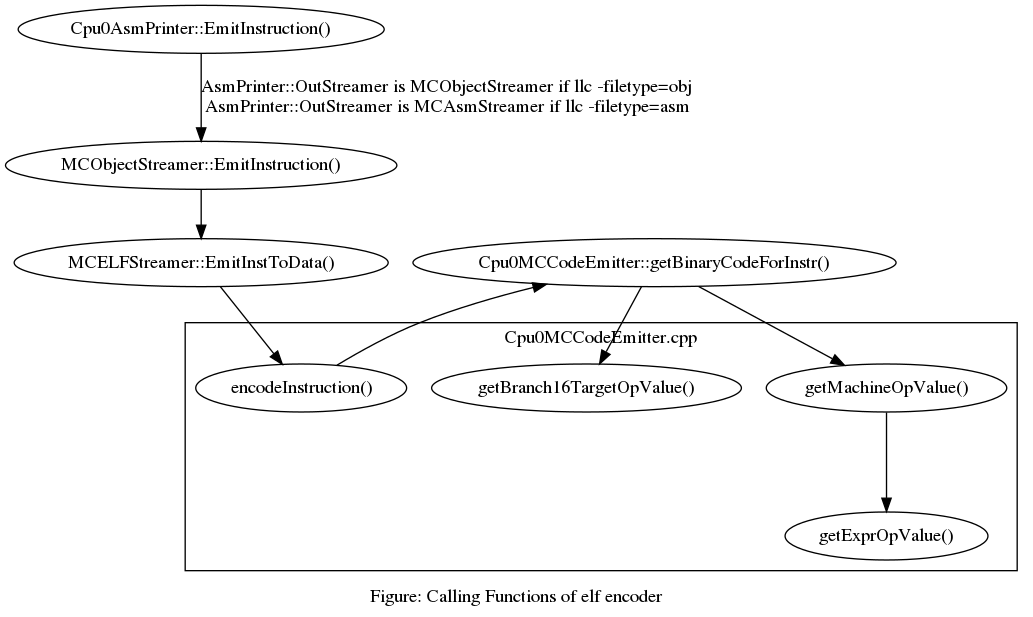 Cpu0AsmPrinter::EmitInstruction()
AsmPrinter::OutStreamer is MCObjectStreamer if llc -filetype=obj
AsmPrinter::OutStreamer is MCAsmStreamer if llc -filetype=asm
MCObjectStreamer::EmitInstruction()
MCELFStreamer::EmitInstToData()
Cpu0MCCodeEmitter::getBinaryCodeForInstr()
Cpu0MCCodeEmitter.cpp
encodeInstruction()
getBranch16TargetOpValue()
getMachineOpValue()
getExprOpValue()
Figure: Calling Functions of elf encoder